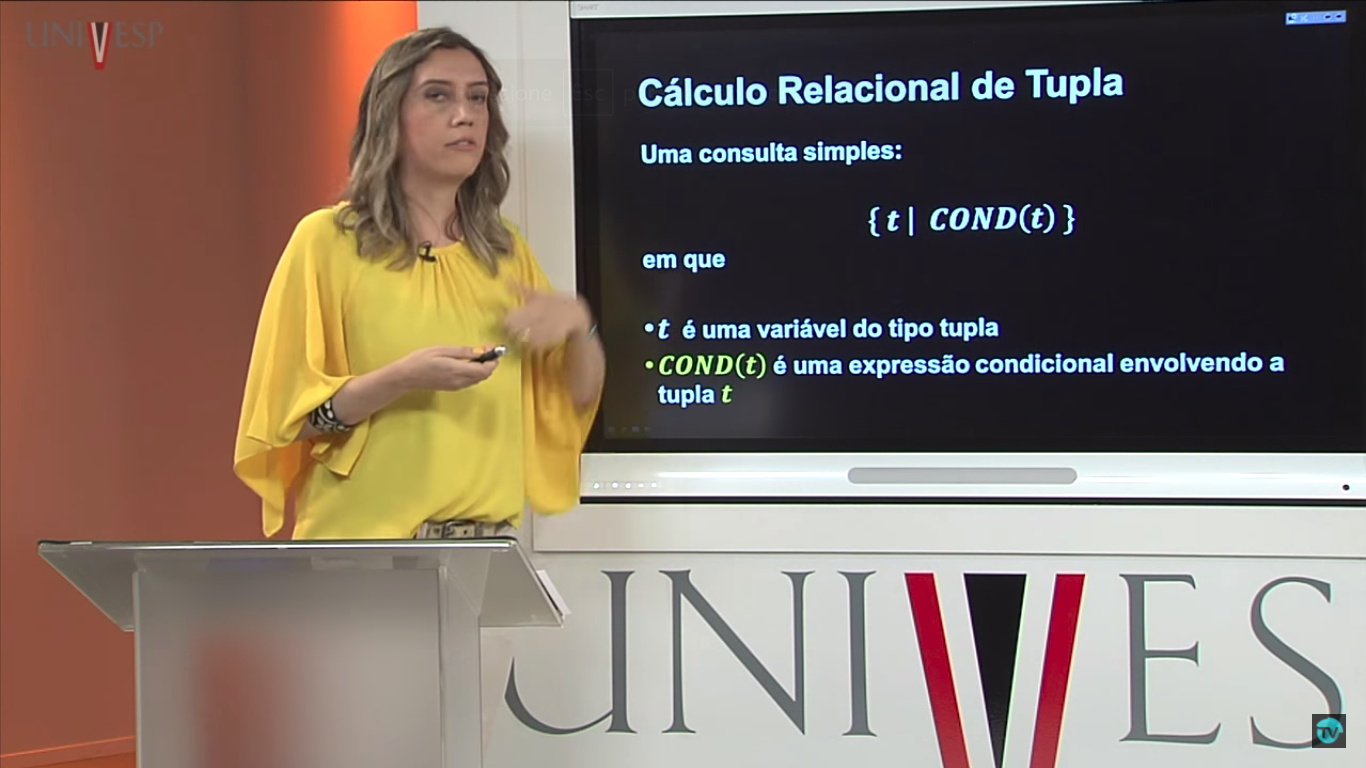 UNIVESP
Cálculo Relacional de Tupla
Uma consulta simples:
{ t | COND(t) }
em que
•t é uma variável do tipo tupla
•COND(t) é uma expressão condicional envolvendo a
tupla t
UNIVES
TV